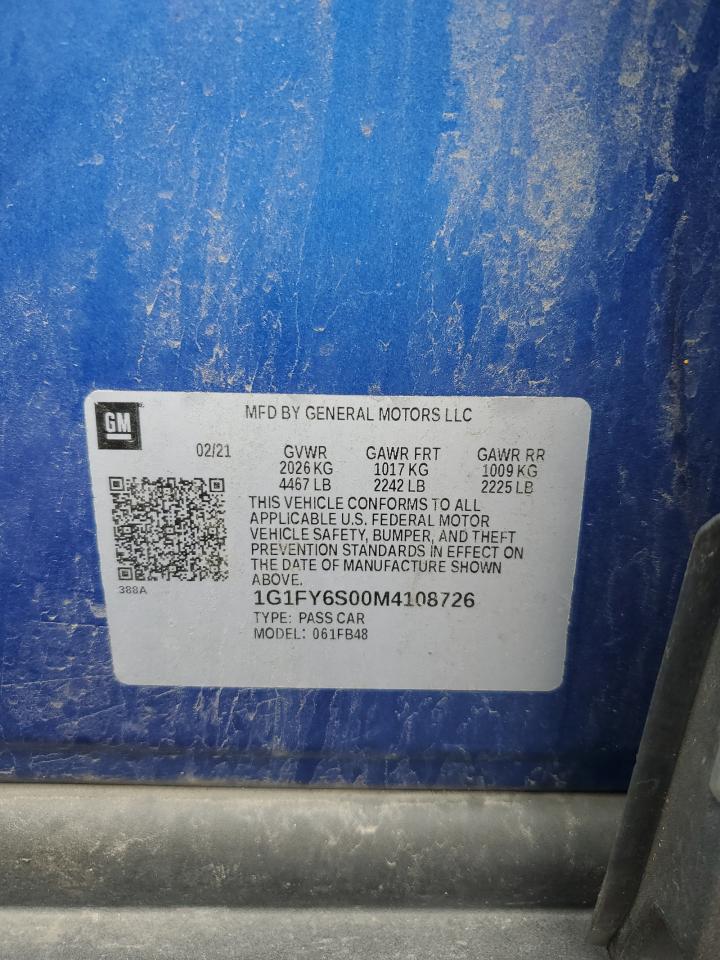 GM
MFD BY GENERAL MOTORS LLC
02/21 GVWR GAWR FRT GAWR RR
2026 KG 1017 KG 1009 KG
4467 LB 2242 LB 2225 LB
THIS VEHICLE CONFORMS TO ALL
APPLICABLE U.S. FEDERAL MOTOR
VEHICLE SAFETY, BUMPER, AND THEFT
PREVENTION STANDARDS IN EFFECT ON
THE DATE OF MANUFACTURE SHOWN
ABOVE.
388A
1G1FY6S00M4108726
TYPE: PASS CAR
MODEL: 061FB48